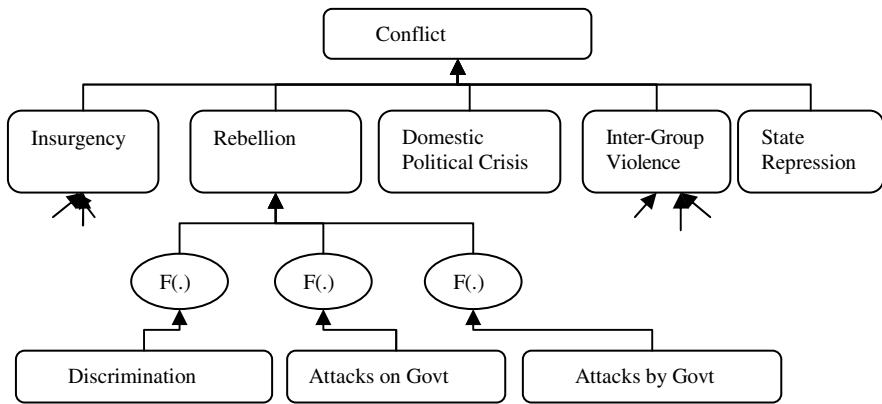 Conflict
Insurgency
Rebellion
Domestic
Political Crisis
Inter-Group
Violence
State
Repression
F(.)
F(.)
F(.)
Discrimination
Attacks on Govt
Attacks by Govt